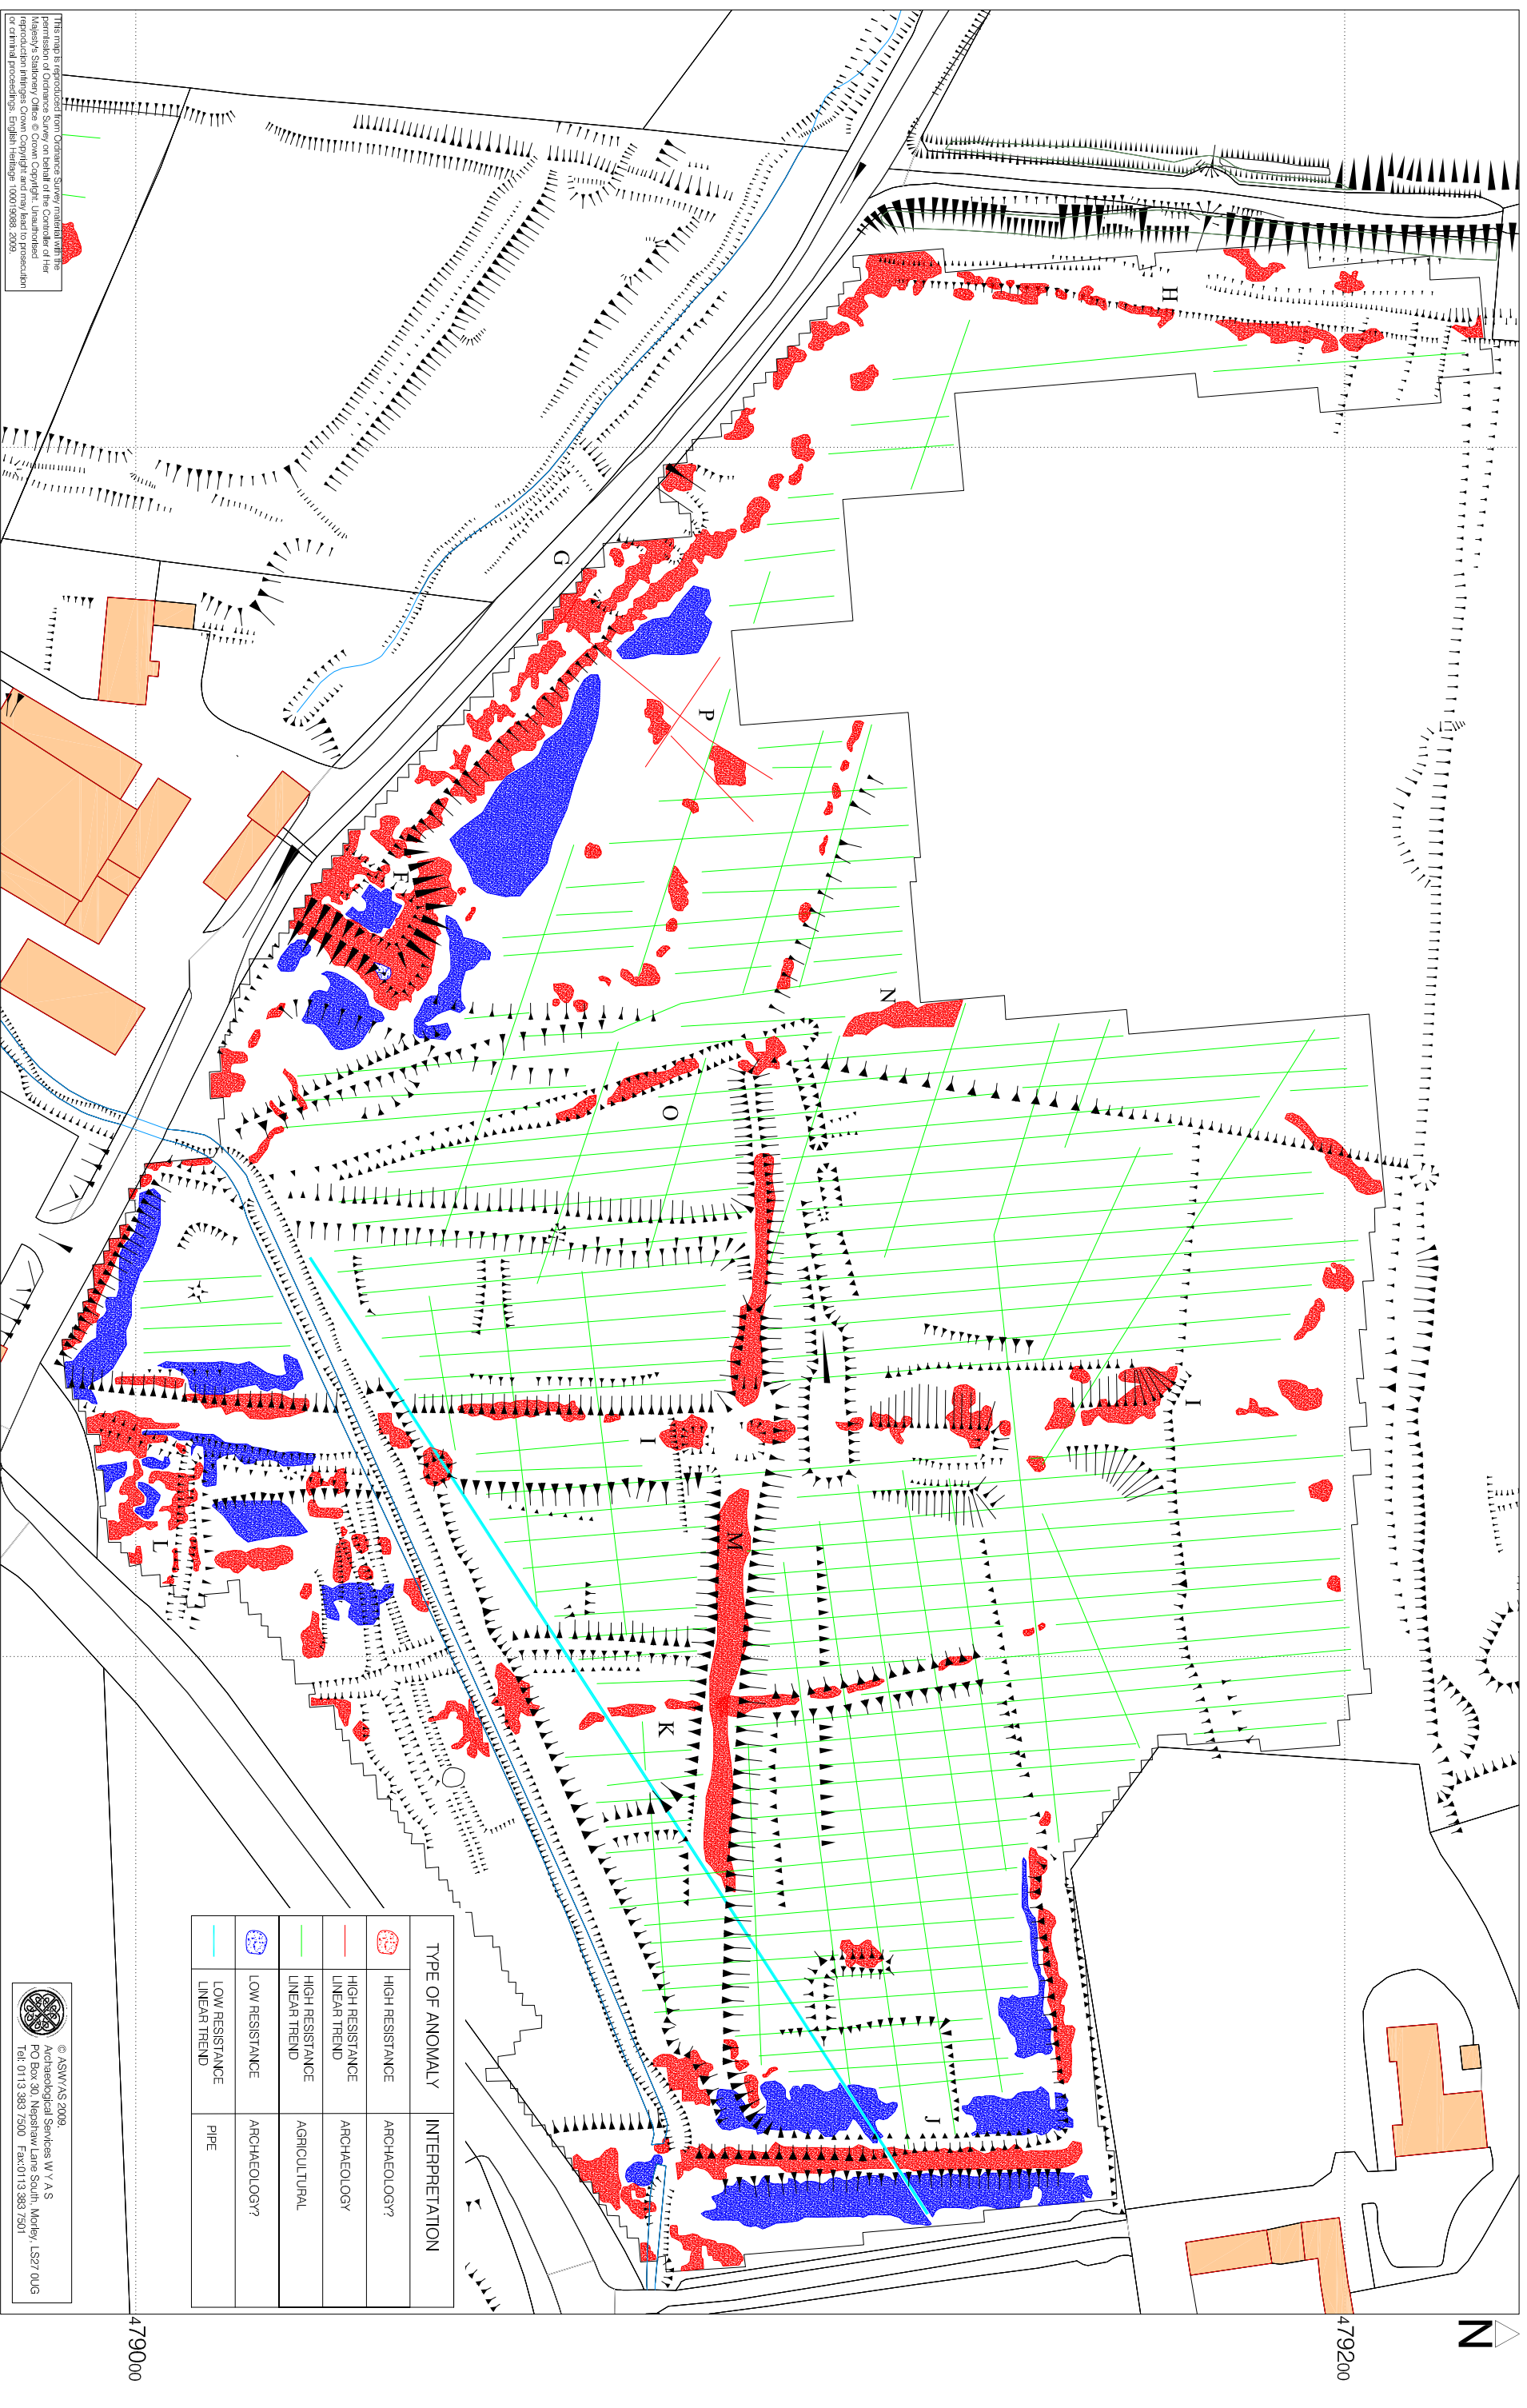 This map is reproduced from Ordnance Survey material with the
permission of Ordnance Survey on behalf of the Controller of Her
Majesty's Stationery Office © Crown Copyright. Unauthorised
reproduction infringes Crown Copyright and may lead to prosecution
or criminal proceedings. English Heritage 100019088. 2009.
H
G
P
F
N
O
I
I
M
L
K
J
TYPE OF ANOMALY INTERPRETATION
HIGH RESISTANCE ARCHAEOLOGY?
HIGH RESISTANCE
LINEAR TREND ARCHAEOLOGY
HIGH RESISTANCE
LINEAR TREND AGRICULTURAL
LOW RESISTANCE ARCHAEOLOGY?
LOW RESISTANCE
LINEAR TREND PIPE
© ASWYAS 2009.
Archaeological Services W Y A S
PO Box 30, Nepshaw Lane South, Morley, LS27 0UG
Tel: 0113 383 7500 Fax:0113 383 7501
479200
479000
N